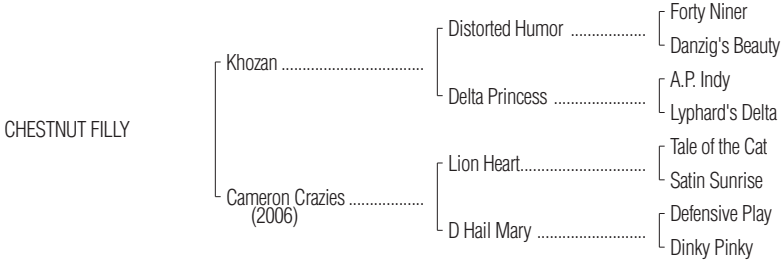 Forty Niner
Distorted Humor ..................
Danzig's Beauty
Khozan .................................
A.P. Indy
Delta Princess ......................
Lyphard's Delta
CHESTNUT FILLY
Tale of the Cat
Lion Heart.............................
Satin Sunrise
Cameron Crazies ..................
(2006)
Defensive Play
D Hail Mary ..........................
Dinky Pinky